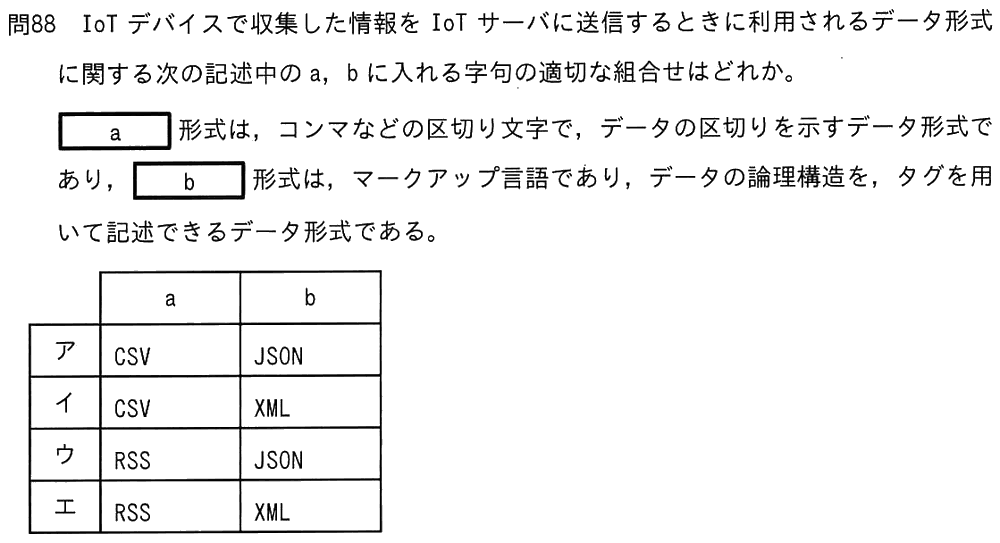 問88 IoT デバイスで収集した情報を IoT サーバに送信するときに利用されるデータ形式
に関する次の記述中の a，b に入れる字句の適切な組合せはどれか。
a 形式は，コンマなどの区切り文字で，データの区切りを示すデータ形式で
あり， b 形式は，マークアップ言語であり，データの論理構造を，タグを用
いて記述できるデータ形式である。
a b
ア CSV JSON
イ CSV XML
ウ RSS JSON
エ RSS XML